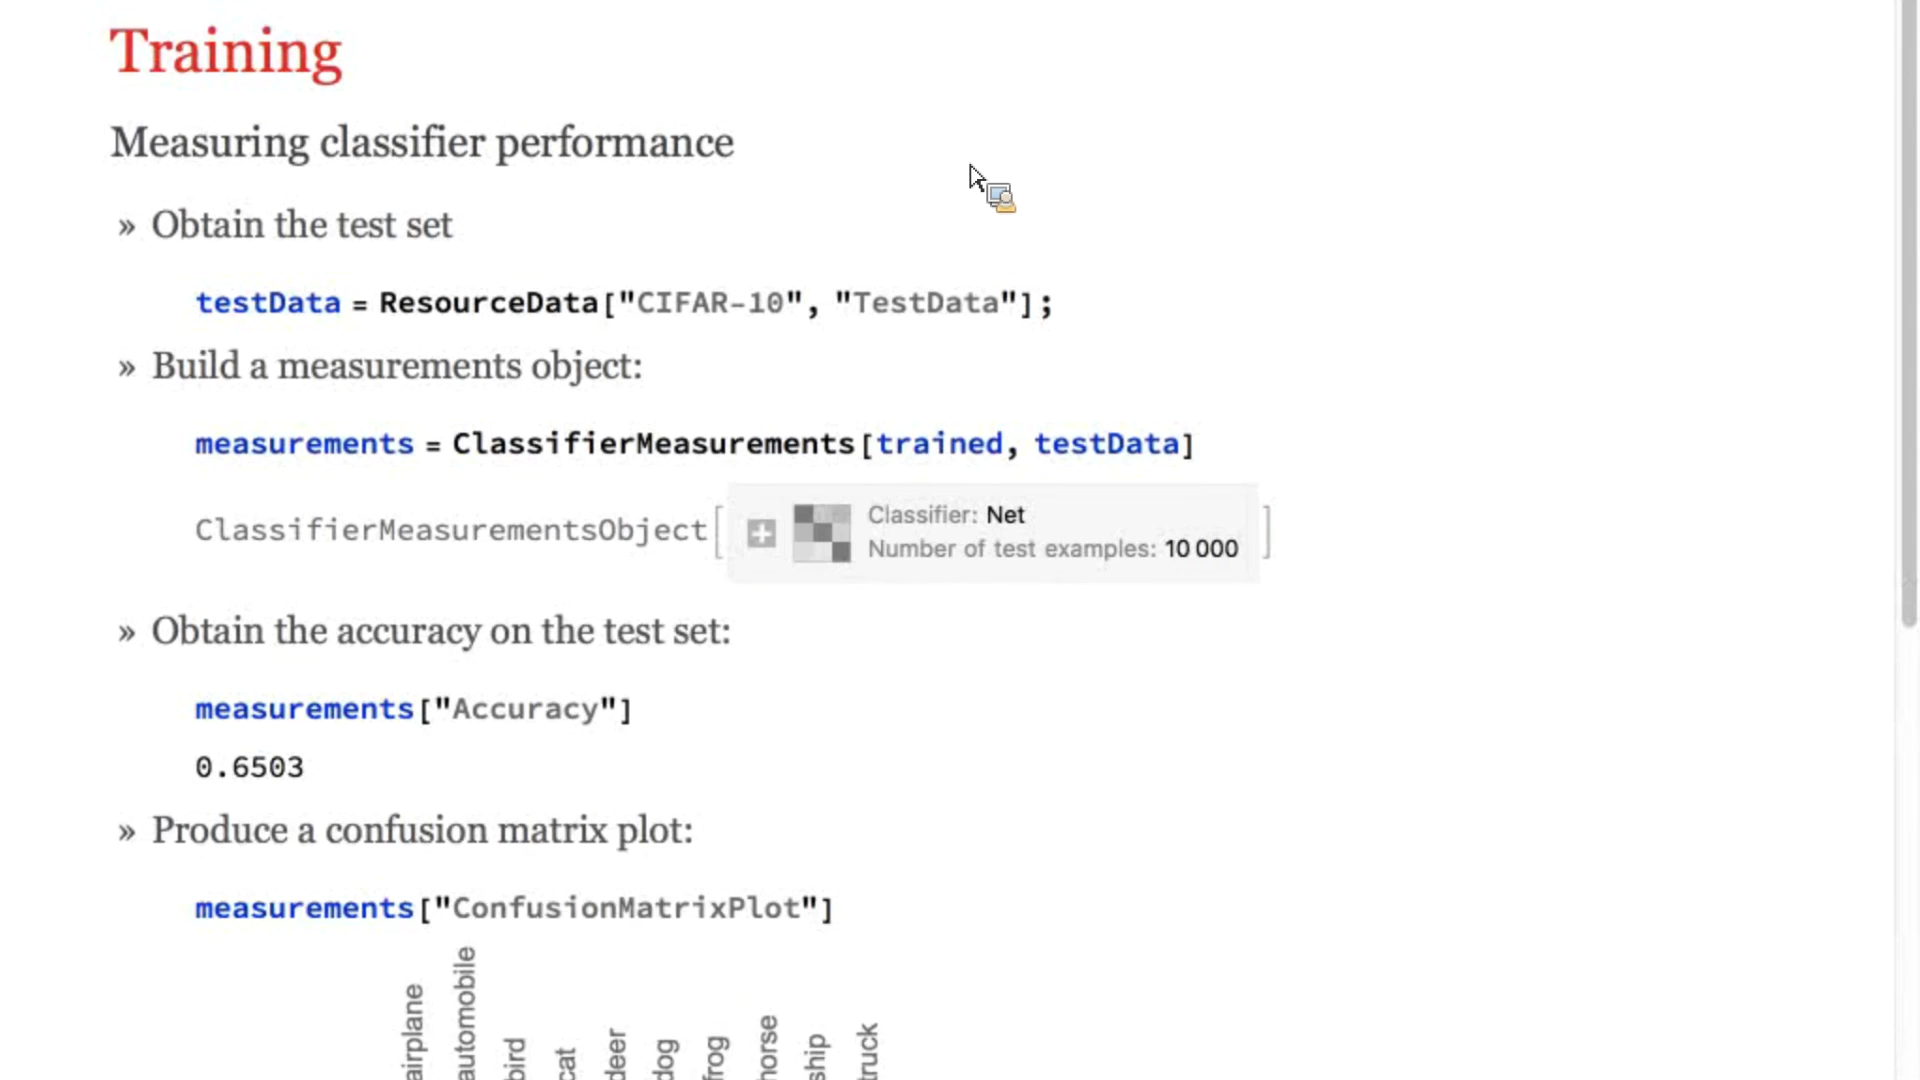 Training
Measuring classifier performance
» Obtain the test set
testData = ResourceData["CIFAR-10", "TestData"];
» Build a measurements object:
measurements = ClassifierMeasurements[trained, testData]
ClassifierMeasurementsObject[ Classifier: Net
Number of test examples: 10 000 ]
» Obtain the accuracy on the test set:
measurements["Accuracy"]
0.6503
» Produce a confusion matrix plot:
measurements["ConfusionMatrixPlot"]
airplane
automobile
bird
cat
deer
dog
frog
horse
ship
truck